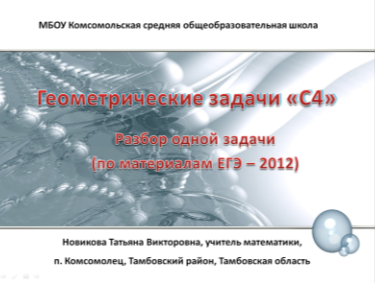 МБОУ Комсомольская средняя общеобразовательная школа
Геометрические задачи «С4»
Разбор одной задачи
(по материалам ЕГЭ – 2012)
Новикова Татьяна Викторовна, учитель математики,
п. Комсомолец, Тамбовский район, Тамбовская область